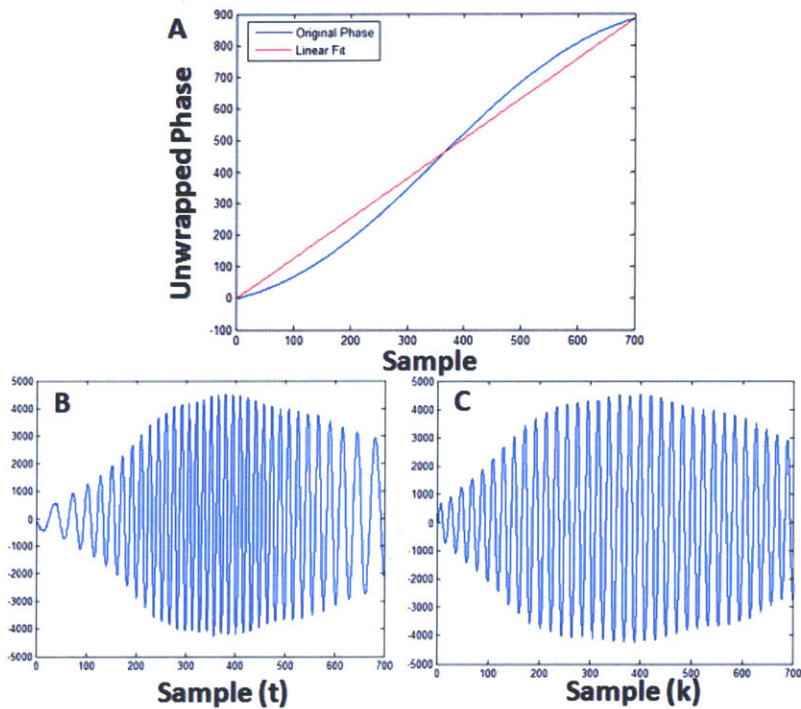 A
Original Phase
Linear Fit
900
800
700
600
500
400
300
200
100
0
-100
Unwrapped Phase
0 100 200 300 400 500 600 700
Sample
B
5000
4000
3000
2000
1000
0
-1000
-2000
-3000
-4000
-5000
0 100 200 300 400 500 600 700
Sample (t)
C
5000
4000
3000
2000
1000
0
-1000
-2000
-3000
-4000
-5000
0 100 200 300 400 500 600 700
Sample (k)